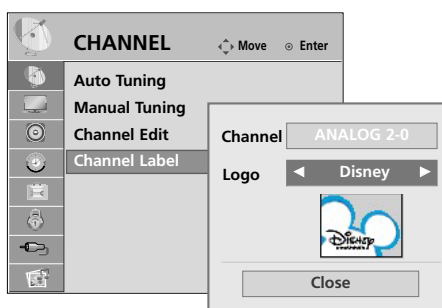 CHANNEL
Move
Enter
Auto Tuning
Manual Tuning
Channel Edit
Channel Label
Channel ANALOG 2-0
Logo ◄ Disney ►
Disney
Close